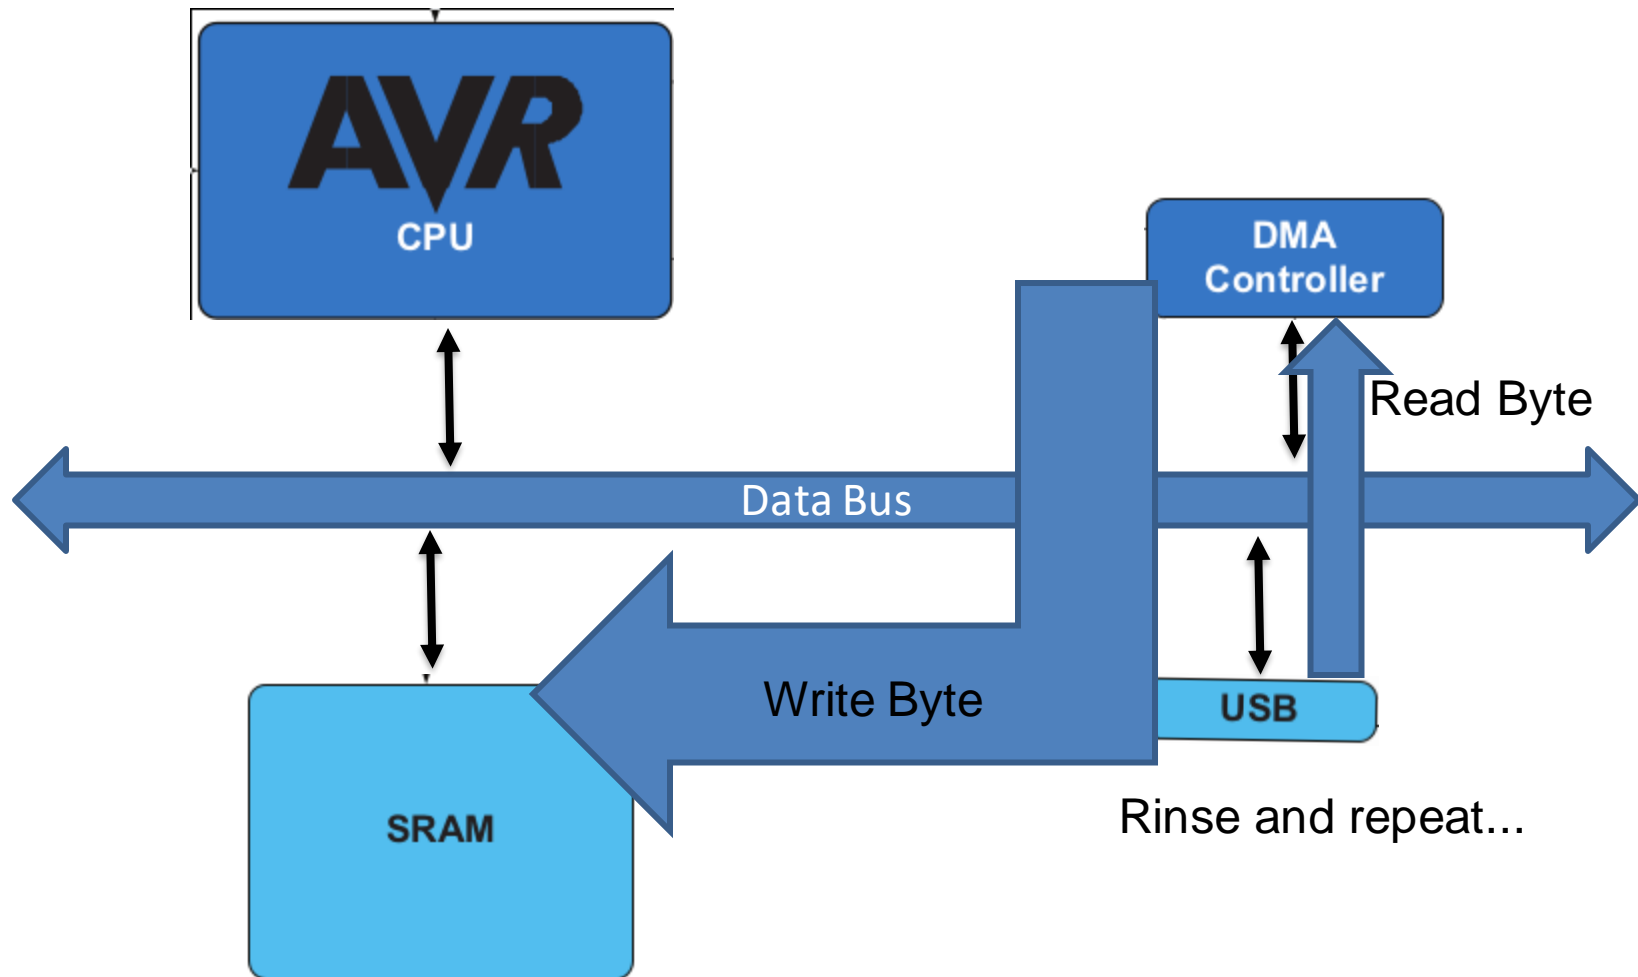 AVR
CPU
DMA
Controller
Read Byte
Data Bus
Write Byte
USB
SRAM
Rinse and repeat...